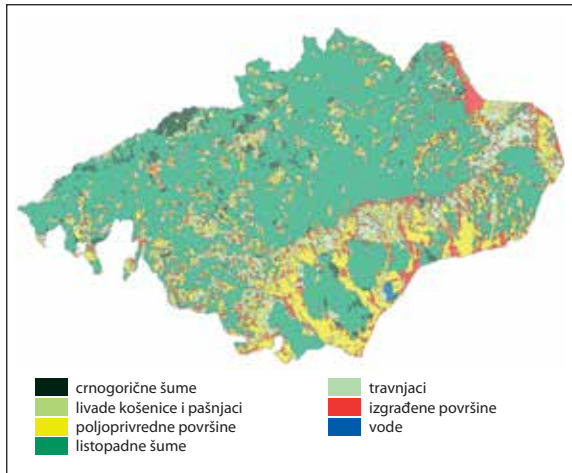 crnogorične šume
livade košenice i pašnjaci
poljoprivredne površine
listopadne šume
travnjaci
izgrađene površine
vode